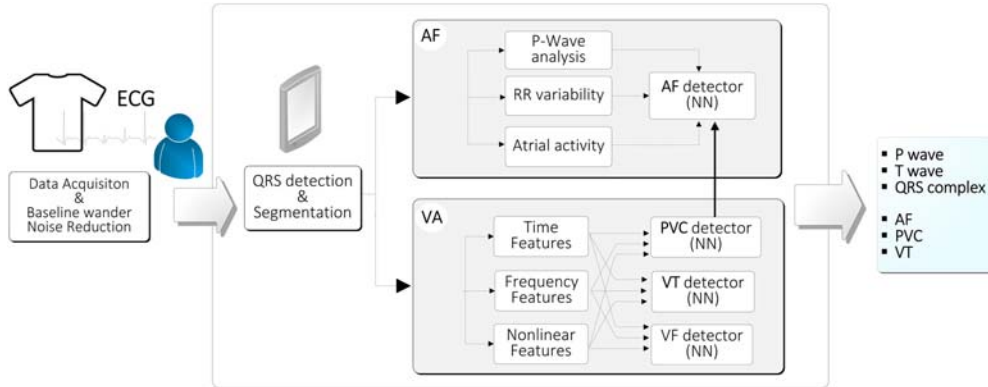 ECG
Data Acquisiton
&
Baseline wander
Noise Reduction
QRS detection
&
Segmentation
AF
P-Wave
analysis
RR variability
Atrial activity
AF detector
(NN)
VA
Time
Features
Frequency
Features
Nonlinear
Features
PVC detector
(NN)
VT detector
(NN)
VF detector
(NN)
▪ P wave
▪ T wave
▪ QRS complex
▪ AF
▪ PVC
▪ VT